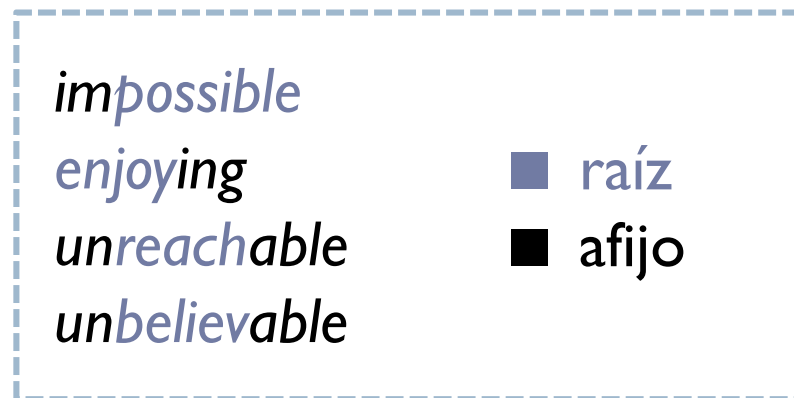 impossible
enjoying
unreachable
unbelievable
raíz
afijo